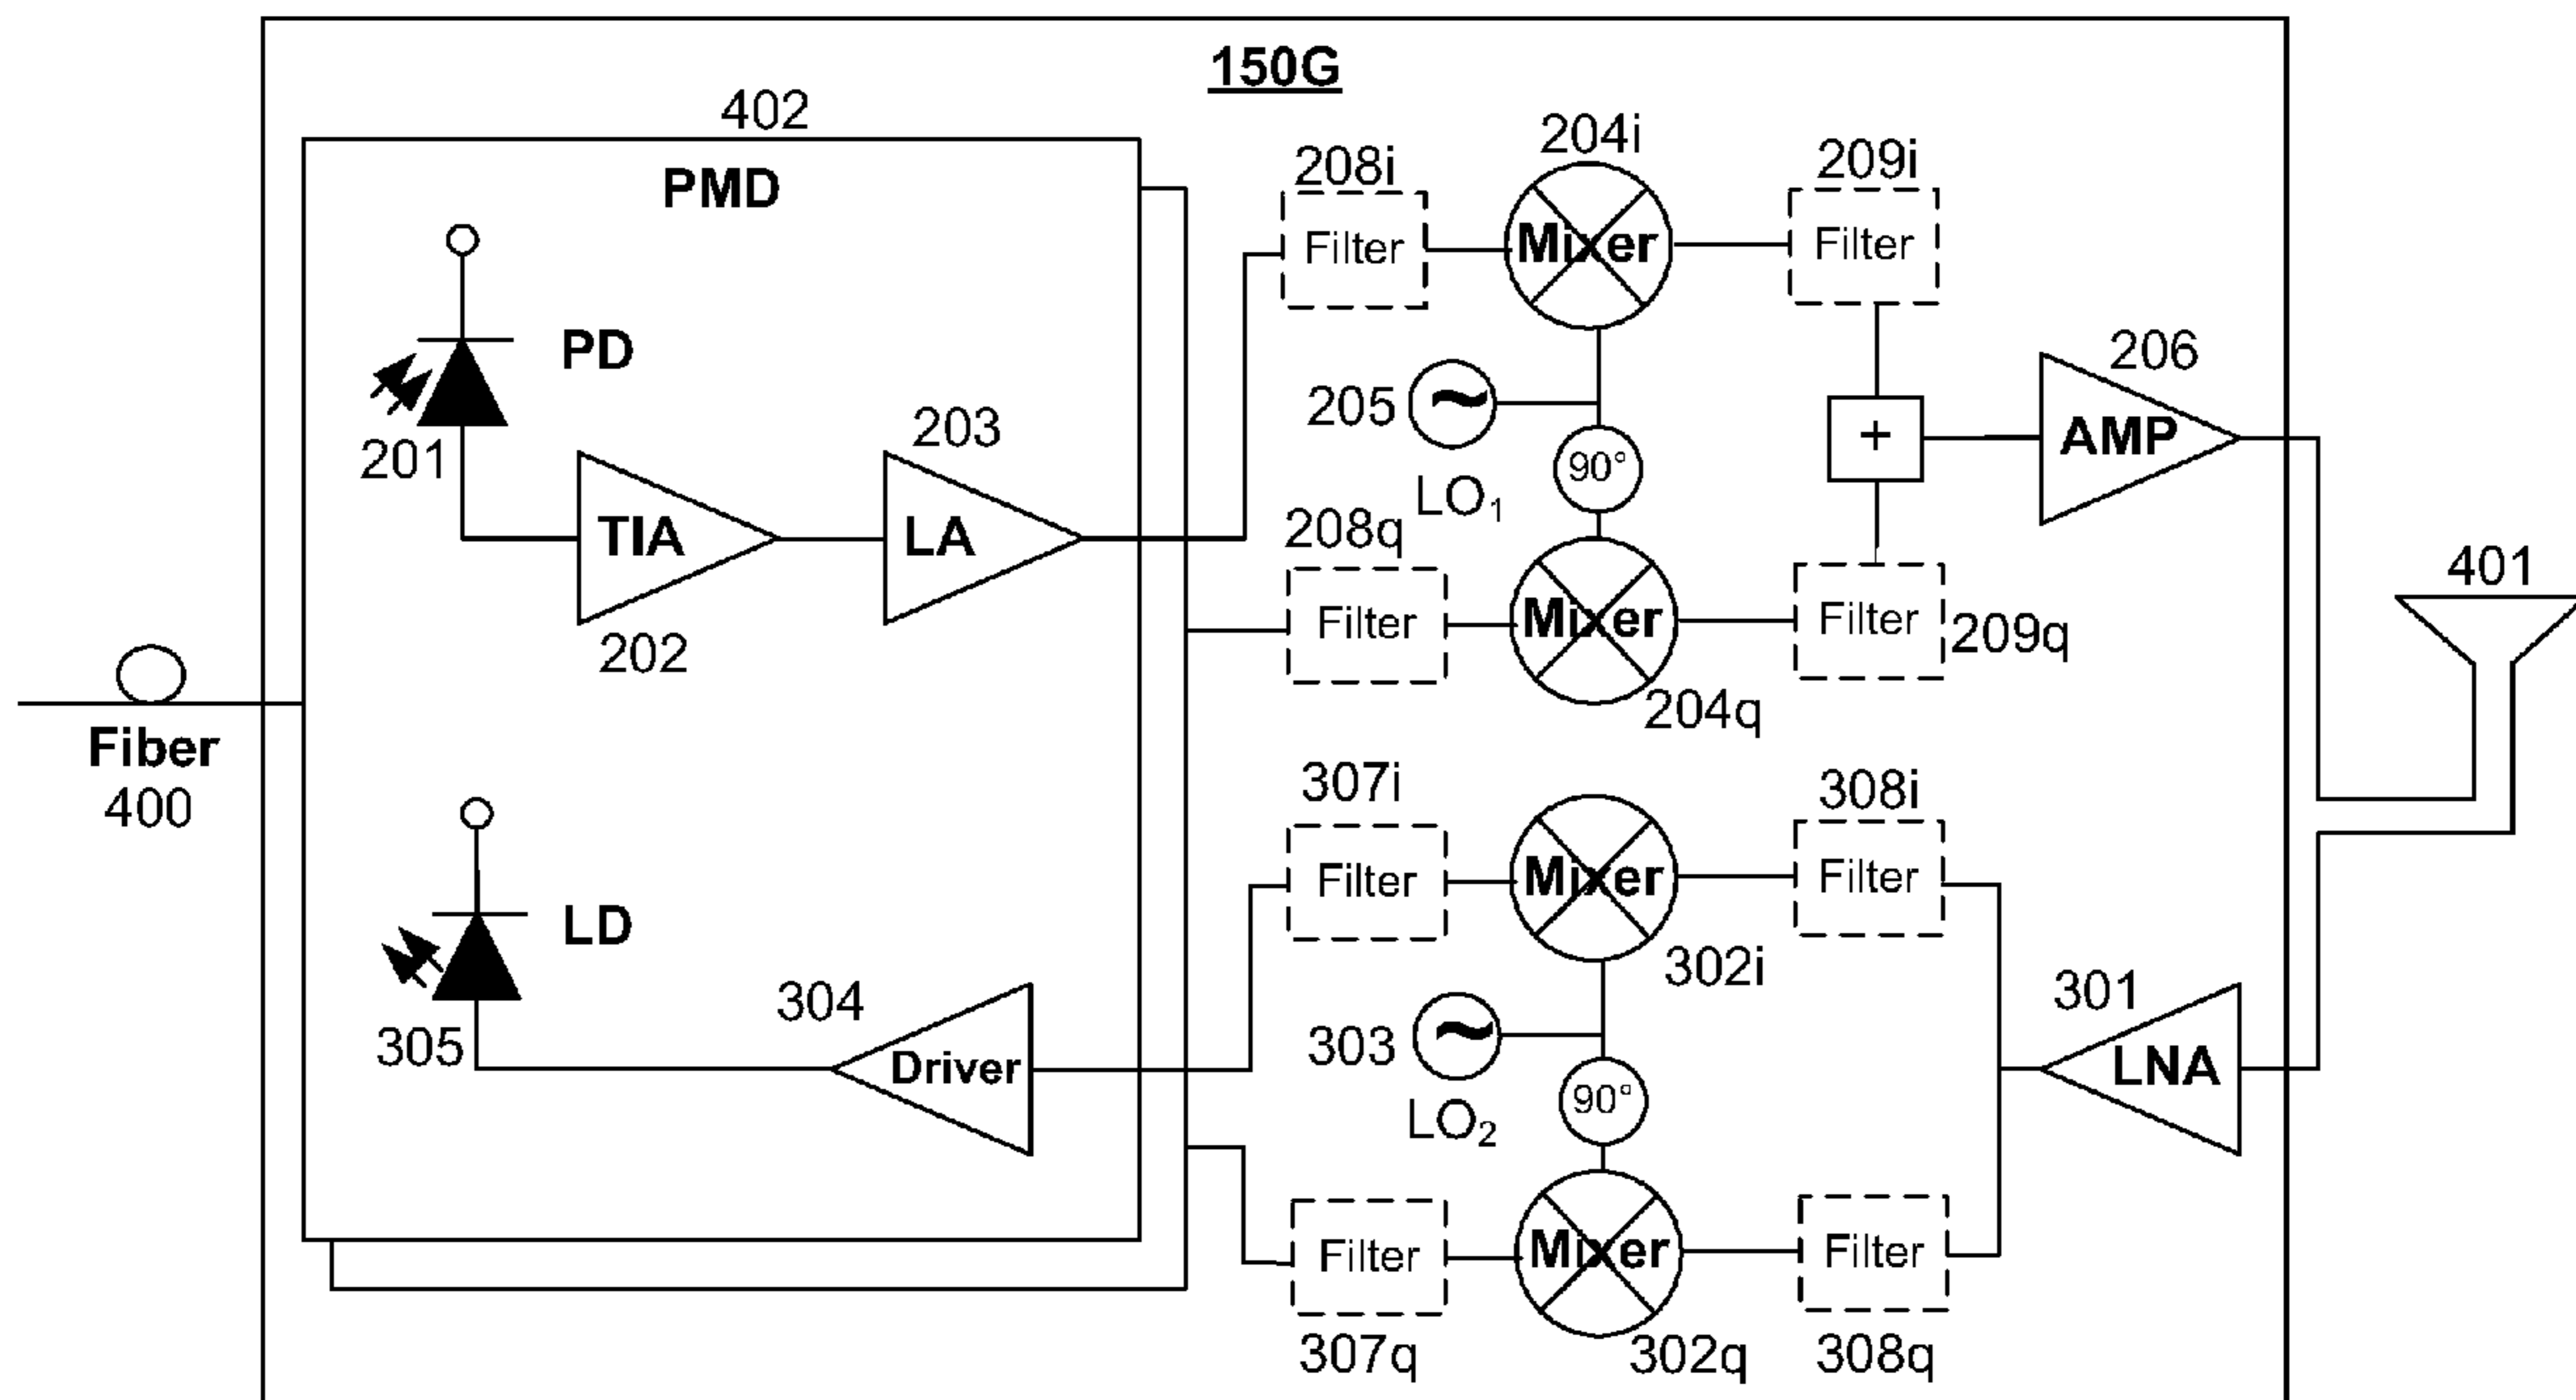 150G
402
PMD
PD
201
TIA
202
203
LA
Fiber
400
LD
305
304
Driver
208i
Filter
204i
Mixer
209i
Filter
205
~
LO₁
90°
+
206
AMP
208q
Filter
Mixer
204q
Filter
209q
401
307i
Filter
Mixer
302i
308i
Filter
303
~
LO₂
90°
301
LNA
Filter
307q
Mixer
302q
Filter
308q